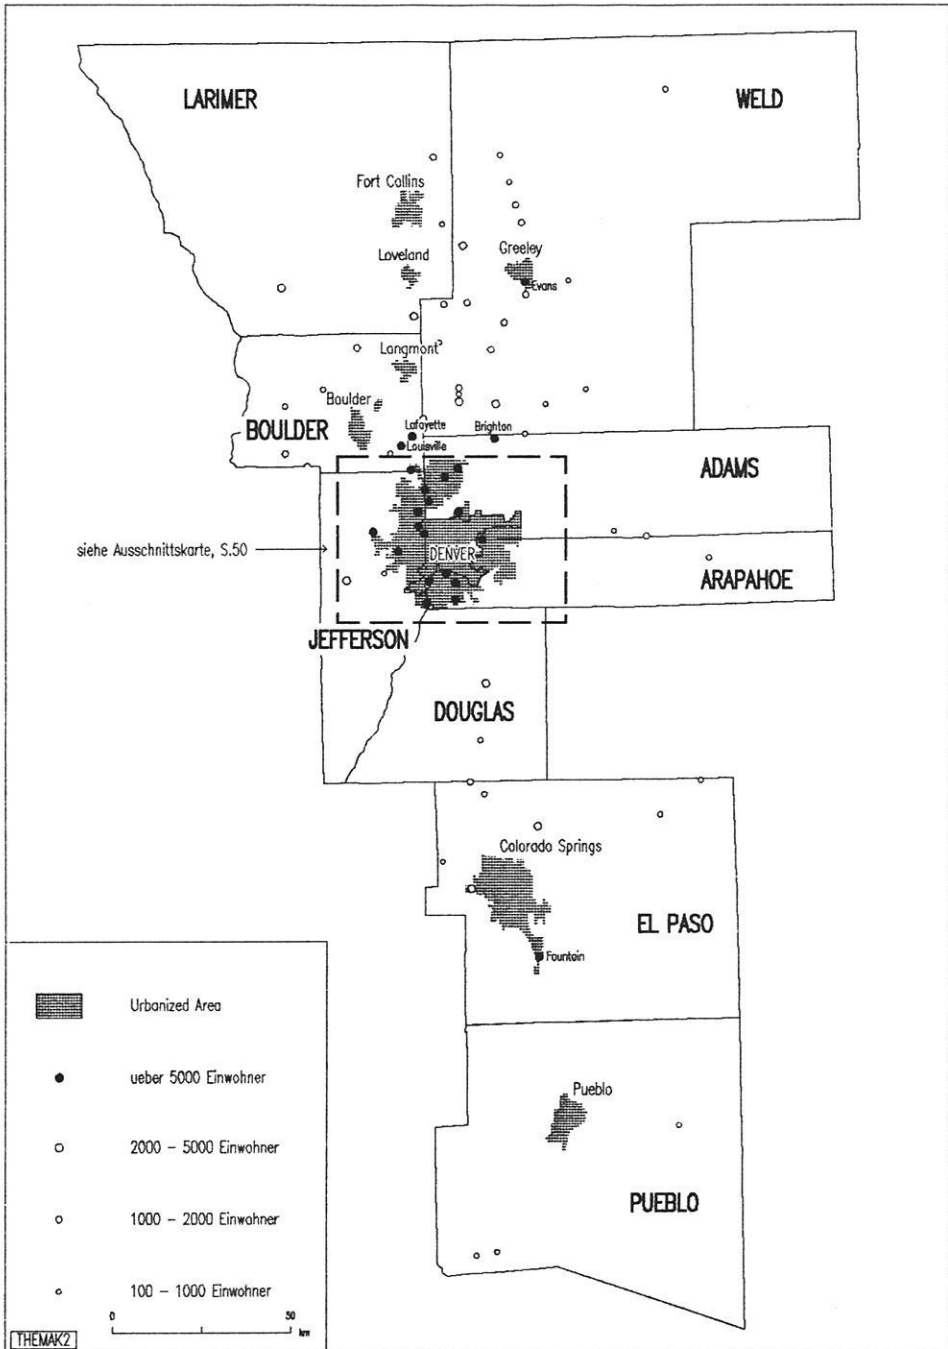 LARIMER
WELD
Fort Collins
Loveland
Greeley
Evans
Longmont
Boulder
BOULDER
Lafayette
Louisville
Brighton
ADAMS
siehe Ausschnittskarte, S.50
DENVER
ARAPAHOE
JEFFERSON
DOUGLAS
Colorado Springs
EL PASO
Fountain
Urbanized Area
ueber 5000 Einwohner
2000 - 5000 Einwohner
1000 - 2000 Einwohner
100 - 1000 Einwohner
Pueblo
PUEBLO
0 50
km
THEMAK2